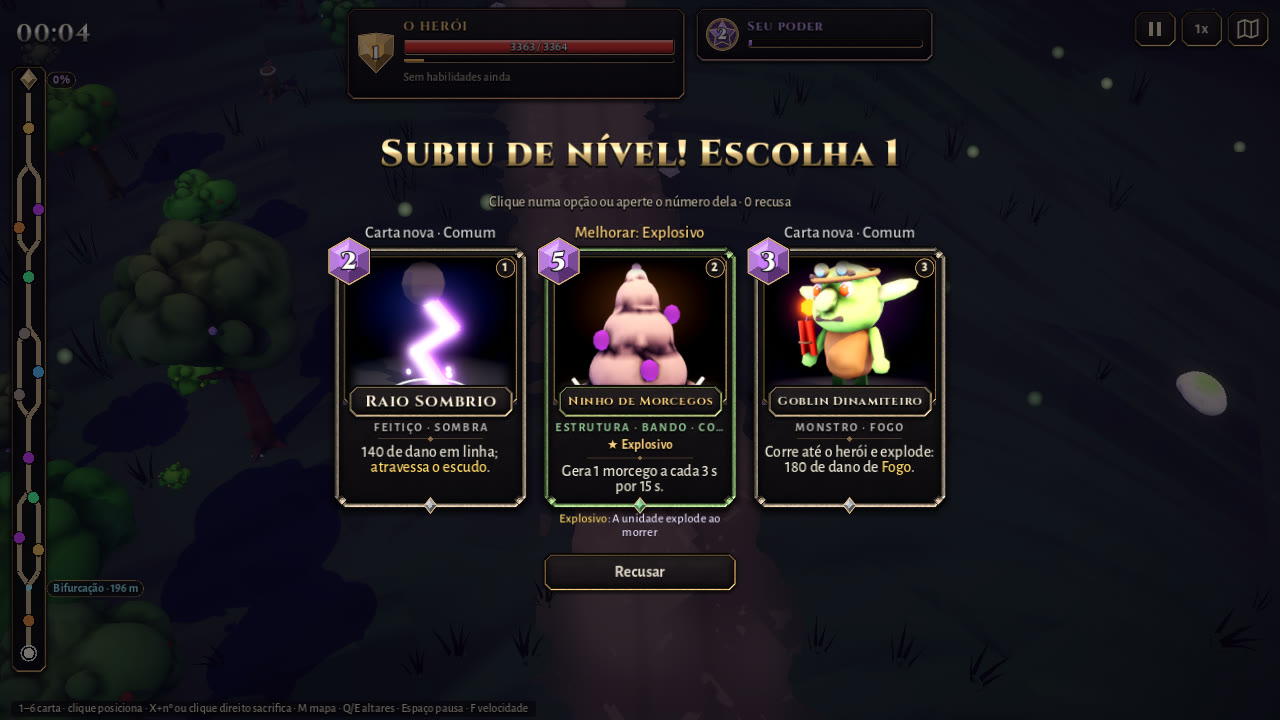 00:04
O HERÓI
1
3363 / 3364
Sem habilidades ainda
2
SEU PODER
1x
0%
Bifurcação · 196 m
SUBIU DE NÍVEL! ESCOLHA 1
Clique numa opção ou aperte o número dela · 0 recusa
Carta nova · Comum
2
1
RAIO SOMBRIO
FEITIÇO · SOMBRA
140 de dano em linha;
atravessa o escudo.
Melhorar: Explosivo
5
2
NINHO DE MORCEGOS
ESTRUTURA · BANDO · CO...
★ Explosivo
Gera 1 morcego a cada 3 s
por 15 s.
Explosivo: A unidade explode ao
morrer
Carta nova · Comum
3
3
GOBLIN DINAMITEIRO
MONSTRO · FOGO
Corre até o herói e explode:
180 de dano de Fogo.
Recusar
1–6 carta · clique posiciona · X+nº ou clique direito sacrifica · M mapa · Q/E altares · Espaço pausa · F velocidade